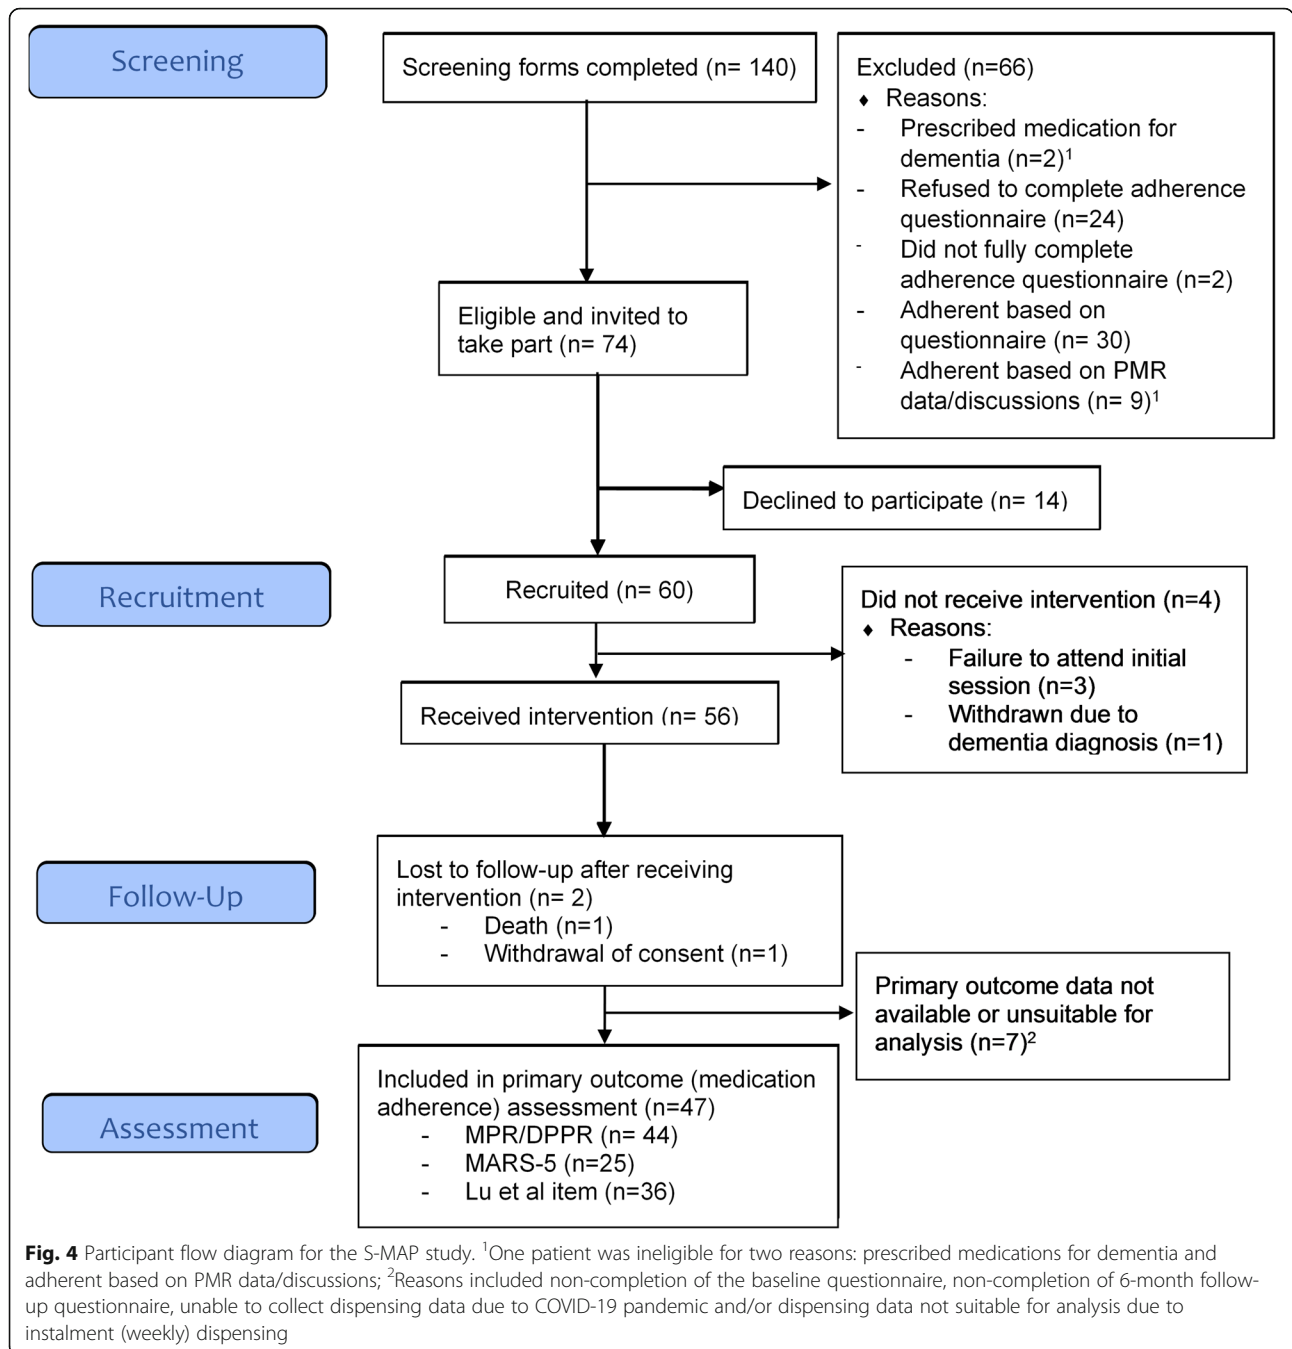 Screening
Screening forms completed (n= 140)
Excluded (n=66)
♦ Reasons:
- Prescribed medication for
dementia (n=2)1
- Refused to complete adherence
questionnaire (n=24)
- Did not fully complete
adherence questionnaire (n=2)
- Adherent based on
questionnaire (n= 30)
- Adherent based on PMR
data/discussions (n= 9)1
Eligible and invited to
take part (n= 74)
Declined to participate (n= 14)
Recruitment
Recruited (n= 60)
Did not receive intervention (n=4)
♦ Reasons:
- Failure to attend initial
session (n=3)
- Withdrawn due to
dementia diagnosis (n=1)
Received intervention (n= 56)
Follow-Up
Lost to follow-up after receiving
intervention (n= 2)
- Death (n=1)
- Withdrawal of consent (n=1)
Primary outcome data not
available or unsuitable for
analysis (n=7)2
Assessment
Included in primary outcome (medication
adherence) assessment (n=47)
- MPR/DPPR (n= 44)
- MARS-5 (n=25)
- Lu et al item (n=36)
Fig. 4 Participant flow diagram for the S-MAP study. 1One patient was ineligible for two reasons: prescribed medications for dementia and
adherent based on PMR data/discussions; 2Reasons included non-completion of the baseline questionnaire, non-completion of 6-month follow-
up questionnaire, unable to collect dispensing data due to COVID-19 pandemic and/or dispensing data not suitable for analysis due to
instalment (weekly) dispensing